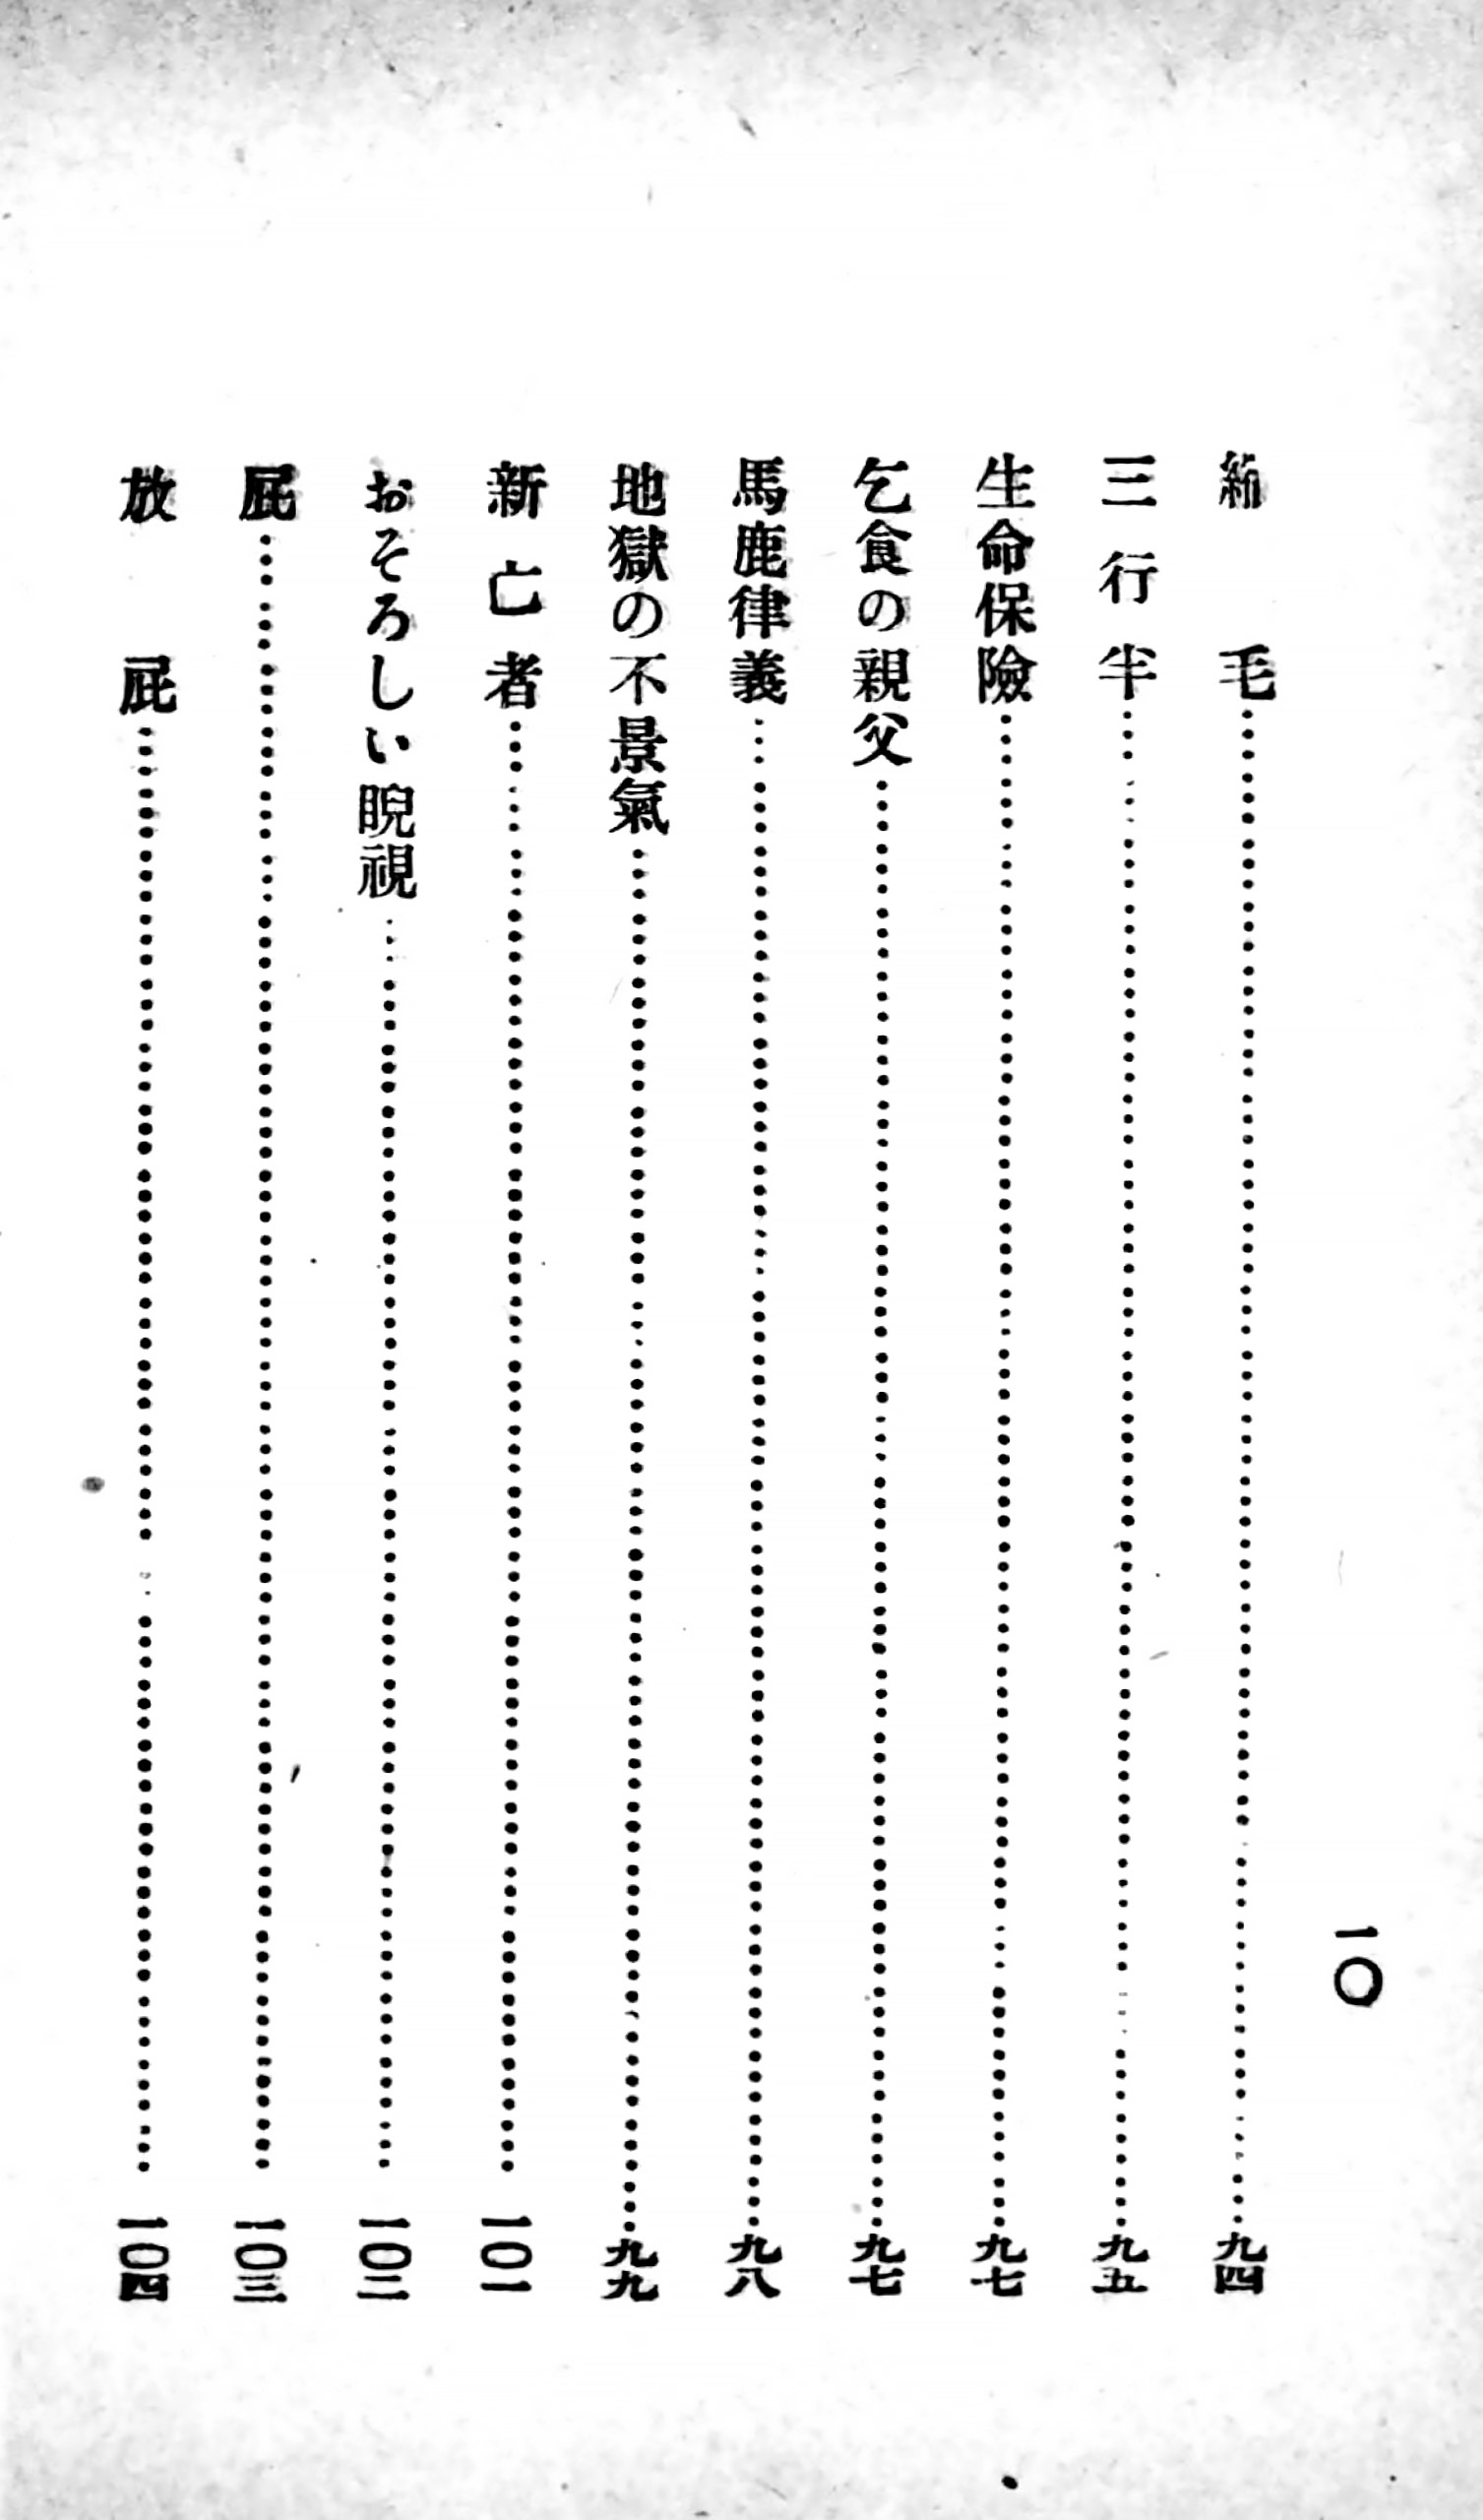 一〇
毛……九四
三行半……九五
生命保險……九七
乞食の親父……九七
馬鹿律義……九八
地獄の不景氣……九九
新亡者……一〇一
おそろしい睨視……一〇二
屁……一〇三
放屁……一〇四